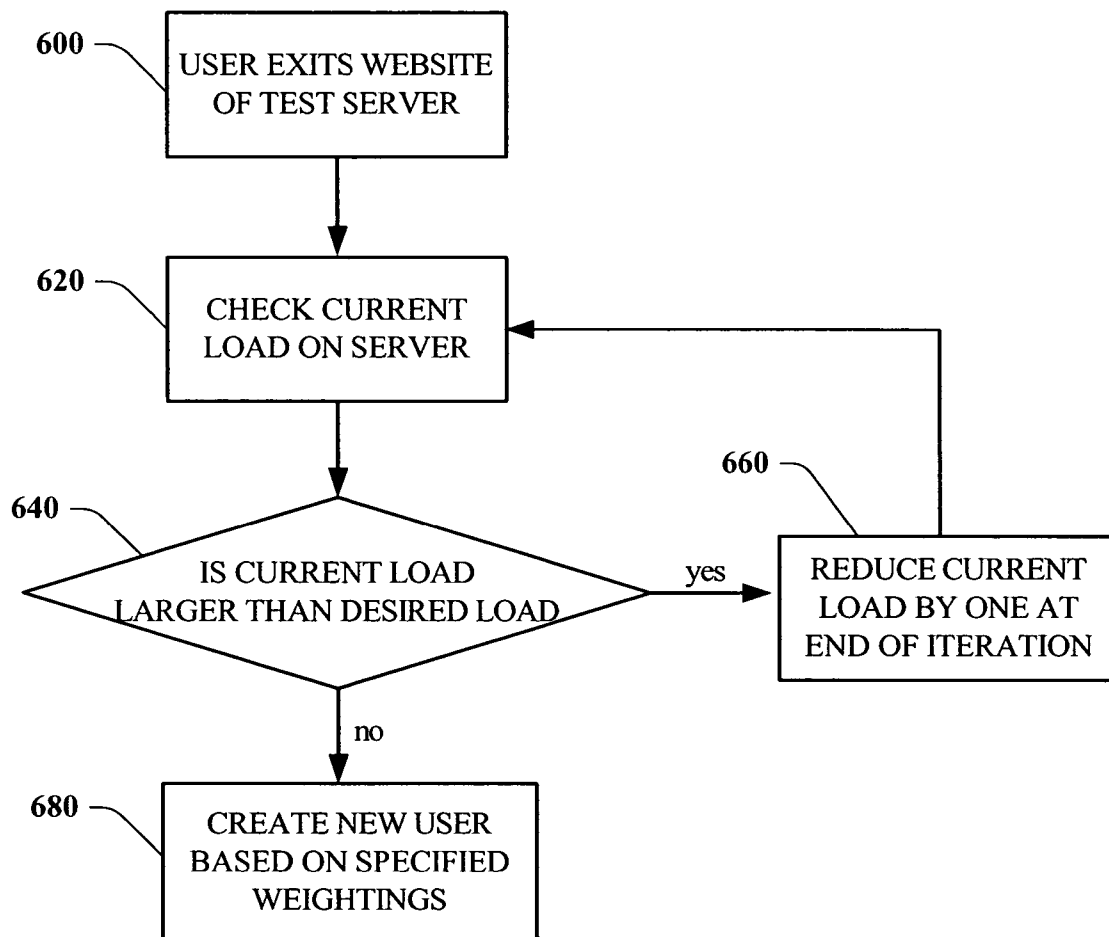 600
USER EXITS WEBSITE
OF TEST SERVER
620
CHECK CURRENT
LOAD ON SERVER
640
IS CURRENT LOAD
LARGER THAN DESIRED LOAD
yes
660
REDUCE CURRENT
LOAD BY ONE AT
END OF ITERATION
no
680
CREATE NEW USER
BASED ON SPECIFIED
WEIGHTINGS